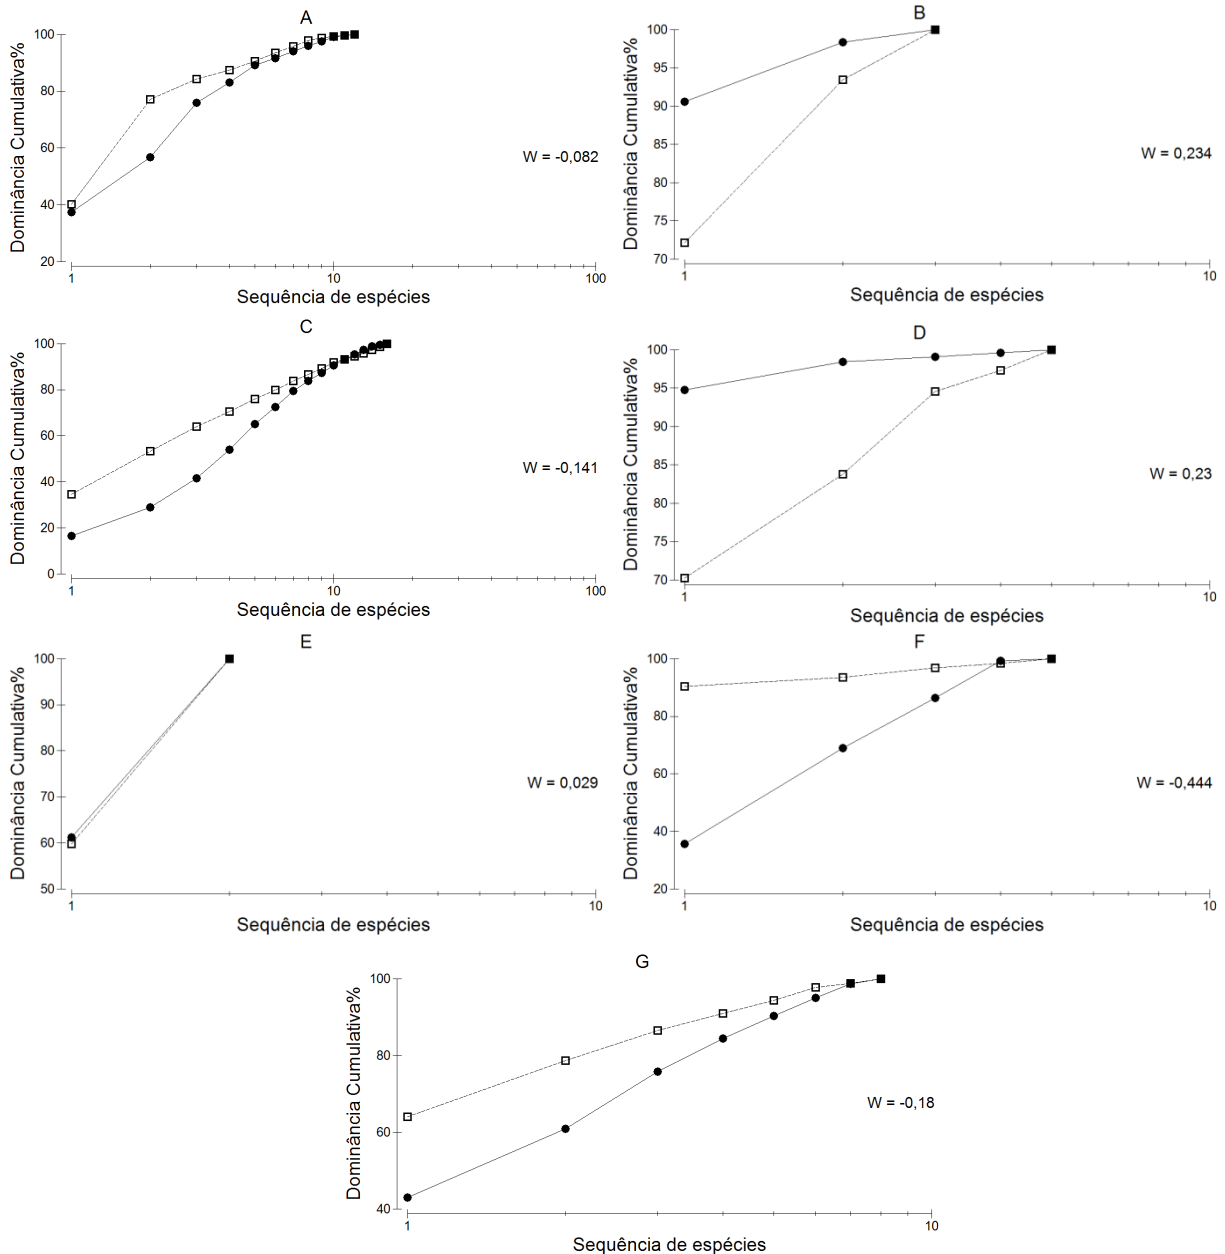 A
Dominância Cumulativa%
100
80
60
40
20
1
10
100
W = -0,082
Sequência de espécies
B
Dominância Cumulativa%
100
95
90
85
80
75
70
1
10
W = 0,234
Sequência de espécies
C
Dominância Cumulativa%
100
80
60
40
20
0
1
10
100
W = -0,141
Sequência de espécies
D
Dominância Cumulativa%
100
95
90
85
80
75
70
1
10
W = 0,23
Sequência de espécies
E
Dominância Cumulativa%
100
90
80
70
60
50
1
10
W = 0,029
Sequência de espécies
F
Dominância Cumulativa%
100
80
60
40
20
1
10
W = -0,444
Sequência de espécies
G
Dominância Cumulativa%
100
80
60
40
1
10
W = -0,18
Sequência de espécies